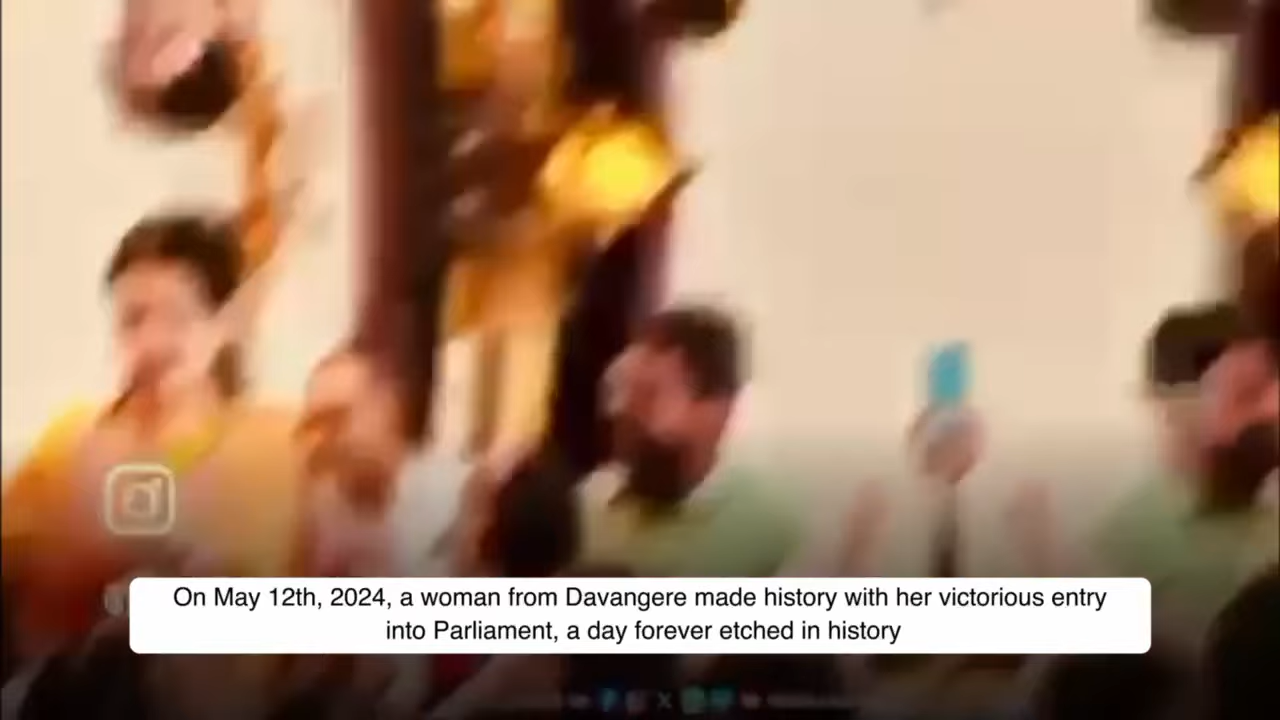 On May 12th, 2024, a woman from Davangere made history with her victorious entry
into Parliament, a day forever etched in history